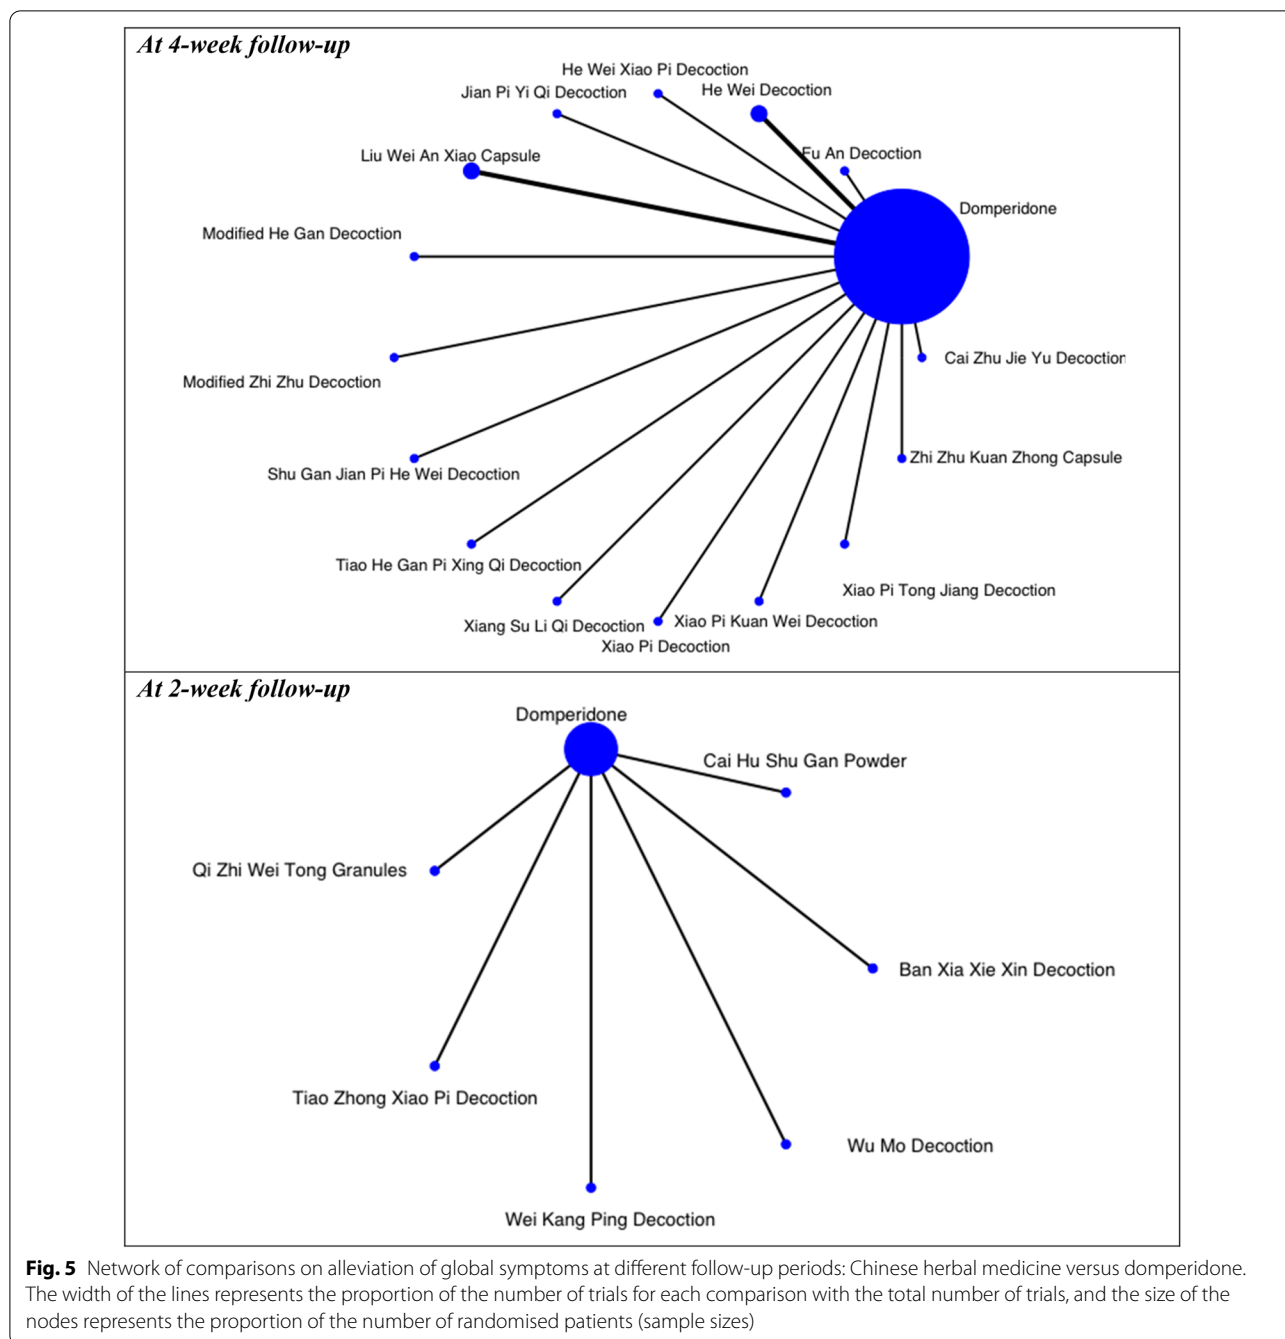 At 4-week follow-up
He Wei Xiao Pi Decoction
Jian Pi Yi Qi Decoction
He Wei Decoction
Liu Wei An Xiao Capsule
Fu An Decoction
Domperidone
Modified He Gan Decoction
Cai Zhu Jie Yu Decoction
Modified Zhi Zhu Decoction
Zhi Zhu Kuan Zhong Capsule
Shu Gan Jian Pi He Wei Decoction
Tiao He Gan Pi Xing Qi Decoction
Xiao Pi Tong Jiang Decoction
Xiang Su Li Qi Decoction
Xiao Pi Kuan Wei Decoction
Xiao Pi Decoction
At 2-week follow-up
Domperidone
Cai Hu Shu Gan Powder
Qi Zhi Wei Tong Granules
Ban Xia Xie Xin Decoction
Tiao Zhong Xiao Pi Decoction
Wu Mo Decoction
Wei Kang Ping Decoction
Fig. 5 Network of comparisons on alleviation of global symptoms at different follow-up periods: Chinese herbal medicine versus domperidone.
The width of the lines represents the proportion of the number of trials for each comparison with the total number of trials, and the size of the
nodes represents the proportion of the number of randomised patients (sample sizes)